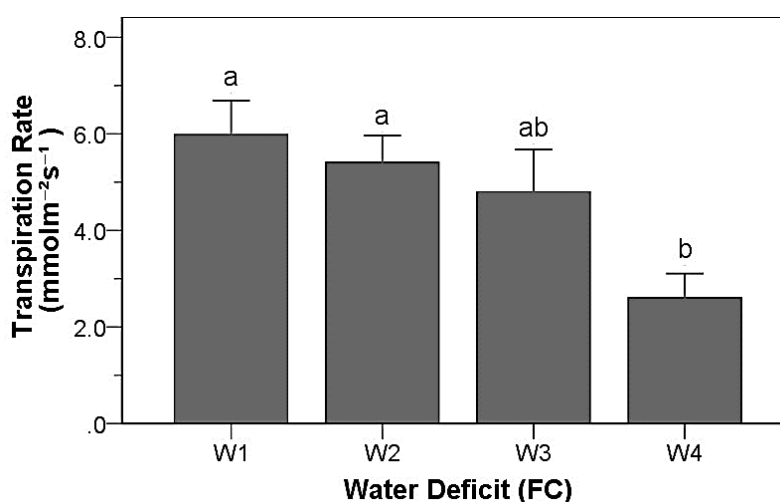 Transpiration Rate
(mmolm⁻²s⁻¹ )
8.0
6.0
4.0
2.0
.0
a
a
ab
b
W1
W2
W3
W4
Water Deficit (FC)